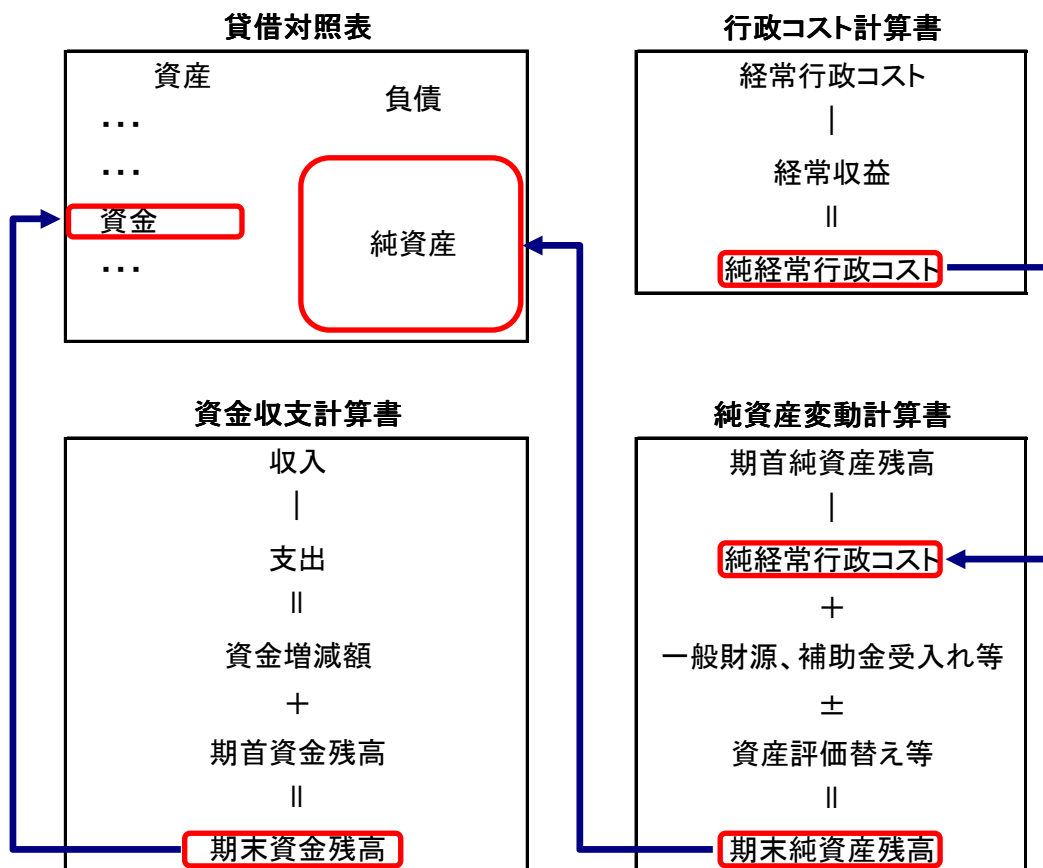 貸借対照表
資産
負債
・・・
・・・
資金
純資産
・・・
行政コスト計算書
経常行政コスト
|
経常収益
||
純経常行政コスト
資金収支計算書
収入
|
支出
||
資金増減額
＋
期首資金残高
||
期末資金残高
純資産変動計算書
期首純資産残高
|
純経常行政コスト
＋
一般財源、補助金受入れ等
±
資産評価替え等
||
期末純資産残高